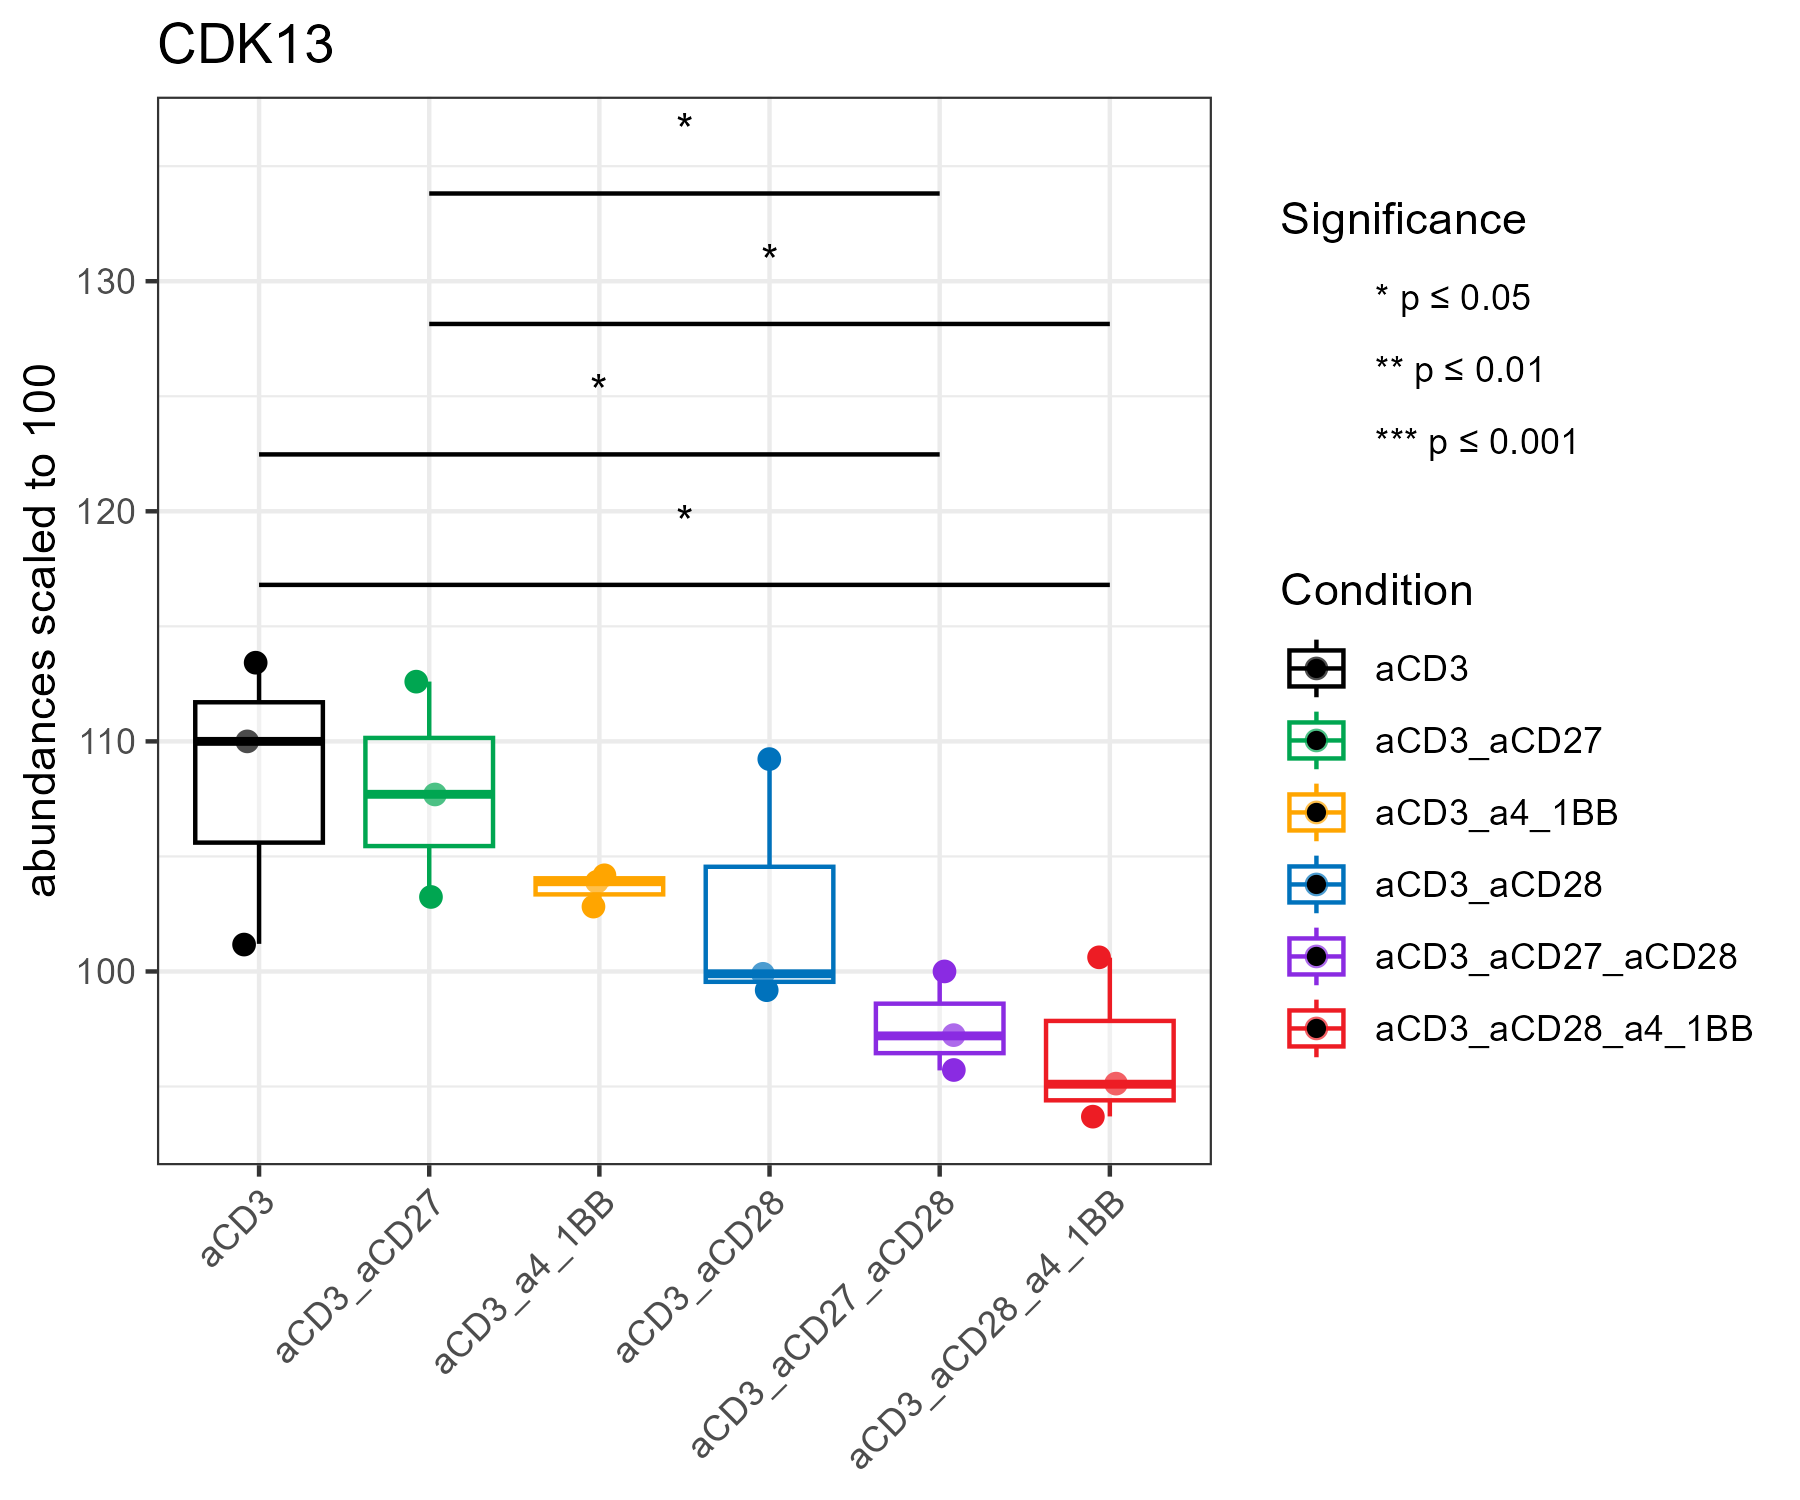 CDK13
abundances scaled to 100
130
120
110
100
*
*
*
*
aCD3
aCD3_aCD27
aCD3_a4_1BB
aCD3_aCD28
aCD3_aCD27_aCD28
aCD3_aCD28_a4_1BB
Significance
* p ≤ 0.05
** p ≤ 0.01
*** p ≤ 0.001
Condition
aCD3
aCD3_aCD27
aCD3_a4_1BB
aCD3_aCD28
aCD3_aCD27_aCD28
aCD3_aCD28_a4_1BB